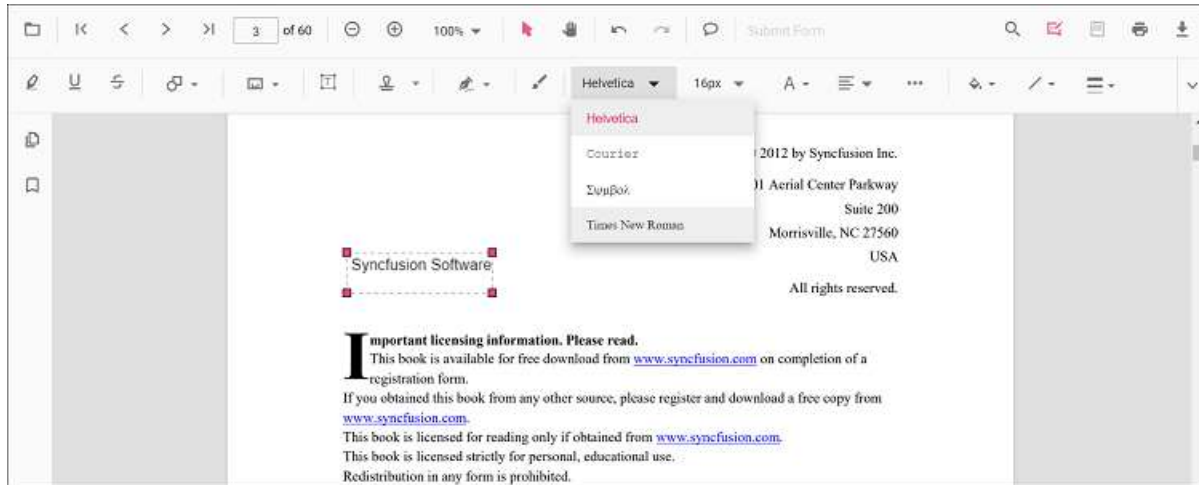 3 of 60 100% Submit Form
Helvetica 16px A
Helvetica
Courier
Συμβολ
Times New Roman
2012 by Syncfusion Inc.
01 Aerial Center Parkway
Suite 200
Morrisville, NC 27560
USA
All rights reserved.
Syncfusion Software
Important licensing information. Please read.
This book is available for free download from www.syncfusion.com on completion of a
registration form.
If you obtained this book from any other source, please register and download a free copy from
www.syncfusion.com.
This book is licensed for reading only if obtained from www.syncfusion.com.
This book is licensed strictly for personal, educational use.
Redistribution in any form is prohibited.